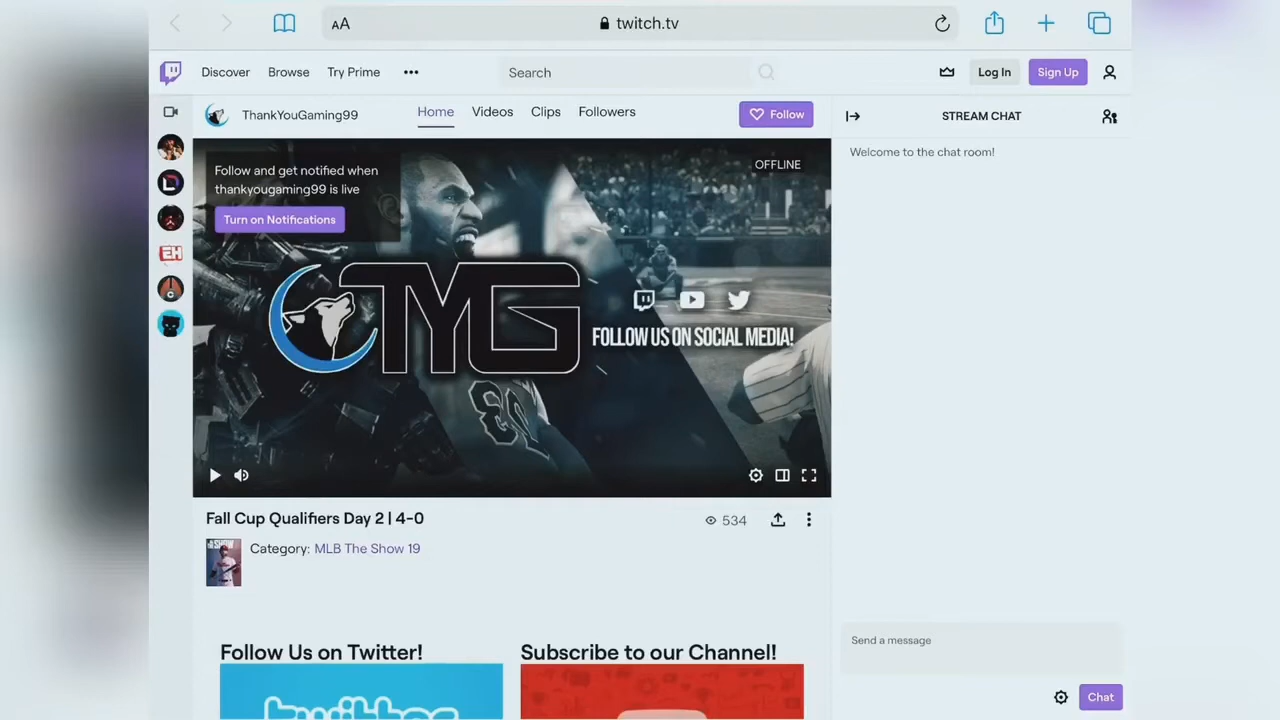 AA
twitch.tv
Discover
Browse
Try Prime
Search
Log In
Sign Up
ThankYouGaming99
Home
Videos
Clips
Followers
Follow
STREAM CHAT
Welcome to the chat room!
Follow and get notified when
thankyougaming99 is live
Turn on Notifications
OFFLINE
TYG
FOLLOW US ON SOCIAL MEDIA!
Fall Cup Qualifiers Day 2 | 4-0
534
Category: MLB The Show 19
Follow Us on Twitter!
Subscribe to our Channel!
twitter
Send a message
Chat